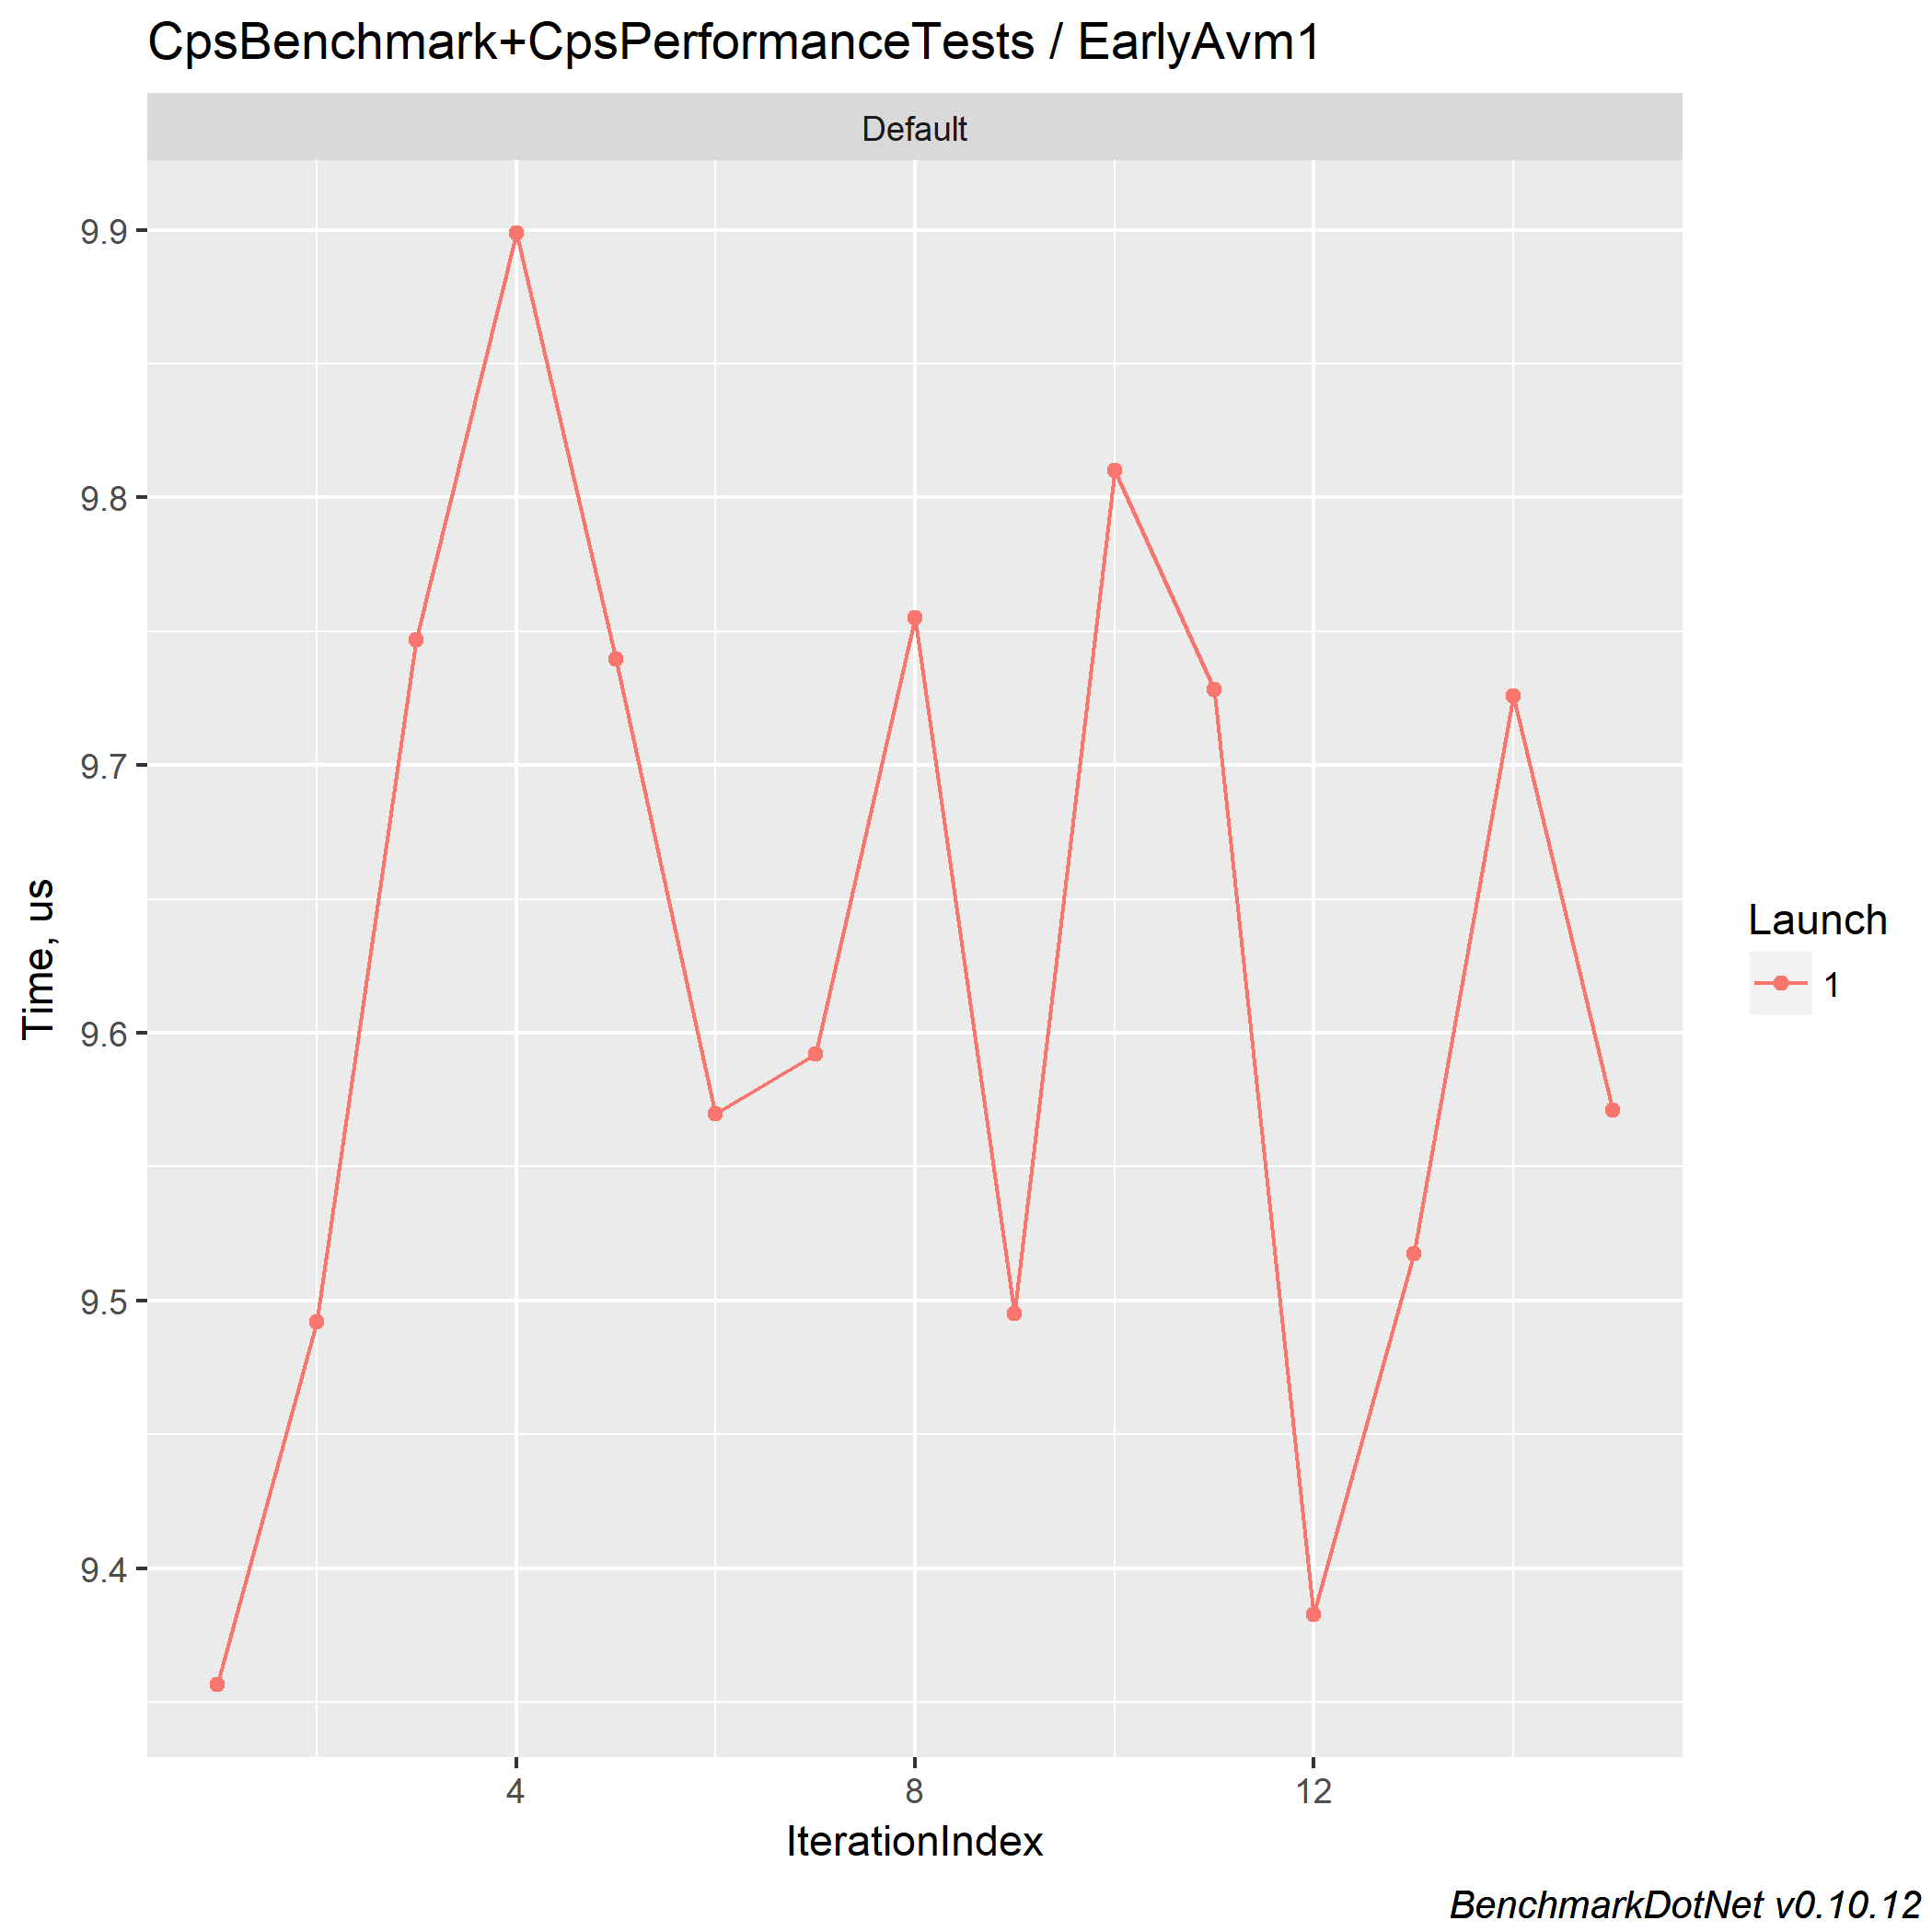 CpsBenchmark+CpsPerformanceTests / EarlyAvm1
Default
9.9
9.8
9.7
9.6
9.5
9.4
Time, us
4
8
12
IterationIndex
Launch
1
BenchmarkDotNet v0.10.12